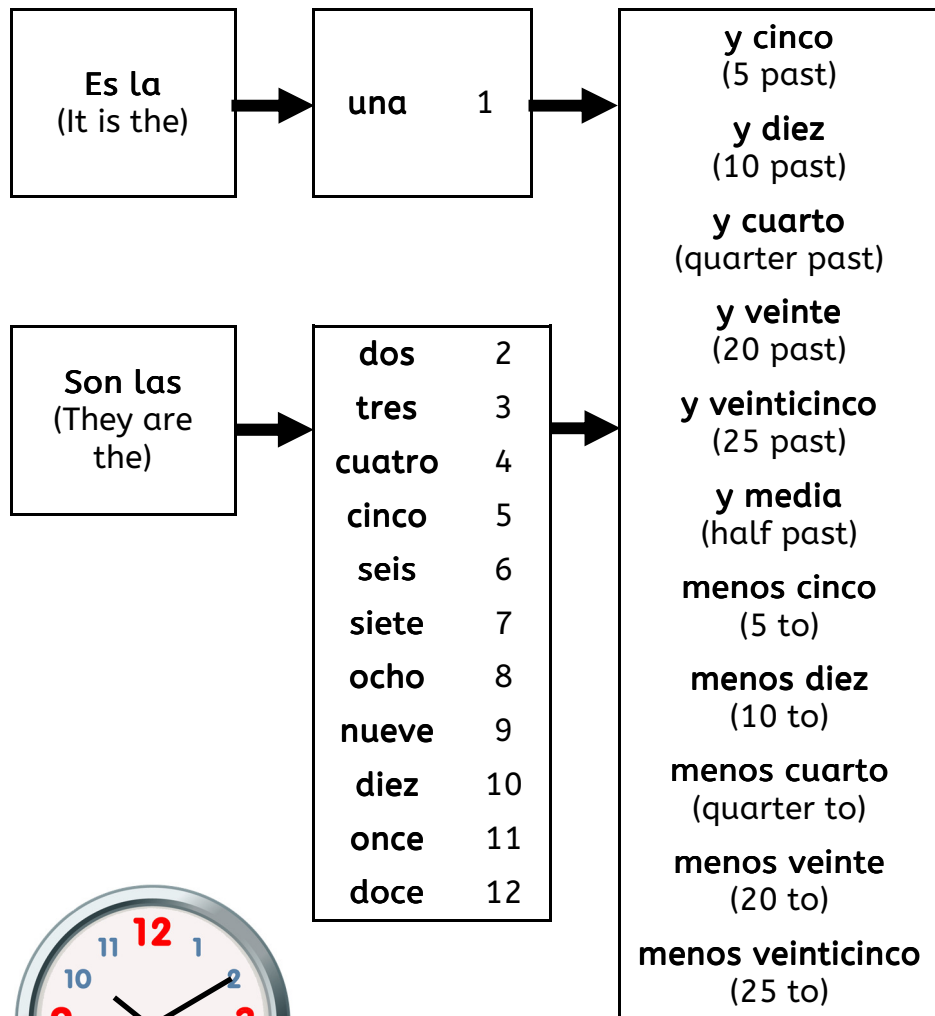 Es la
(It is the)
una 1
y cinco
(5 past)
y diez
(10 past)
y cuarto
(quarter past)
y veinte
(20 past)
y veinticinco
(25 past)
y media
(half past)
menos cinco
(5 to)
menos diez
(10 to)
menos cuarto
(quarter to)
menos veinte
(20 to)
menos veinticinco
(25 to)
Son las
(They are
the)
dos 2
tres 3
cuatro 4
cinco 5
seis 6
siete 7
ocho 8
nueve 9
diez 10
once 11
doce 12
11 12 1
10 2
9 3